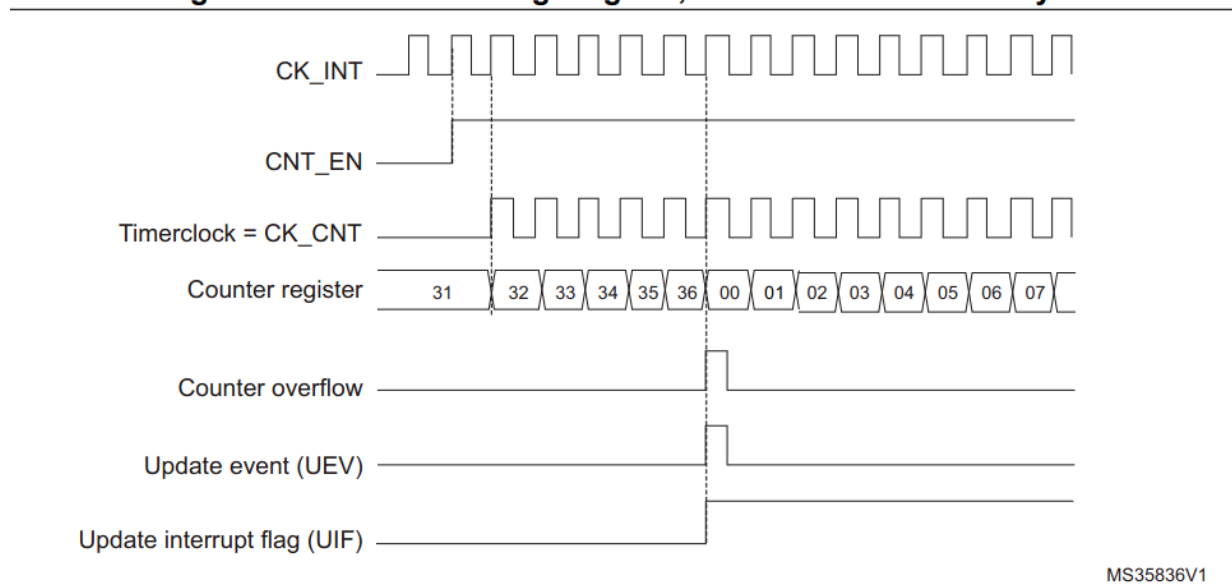 CK_INT
CNT_EN
Timerclock = CK_CNT
Counter register 31 32 33 34 35 36 00 01 02 03 04 05 06 07
Counter overflow
Update event (UEV)
Update interrupt flag (UIF)
MS35836V1